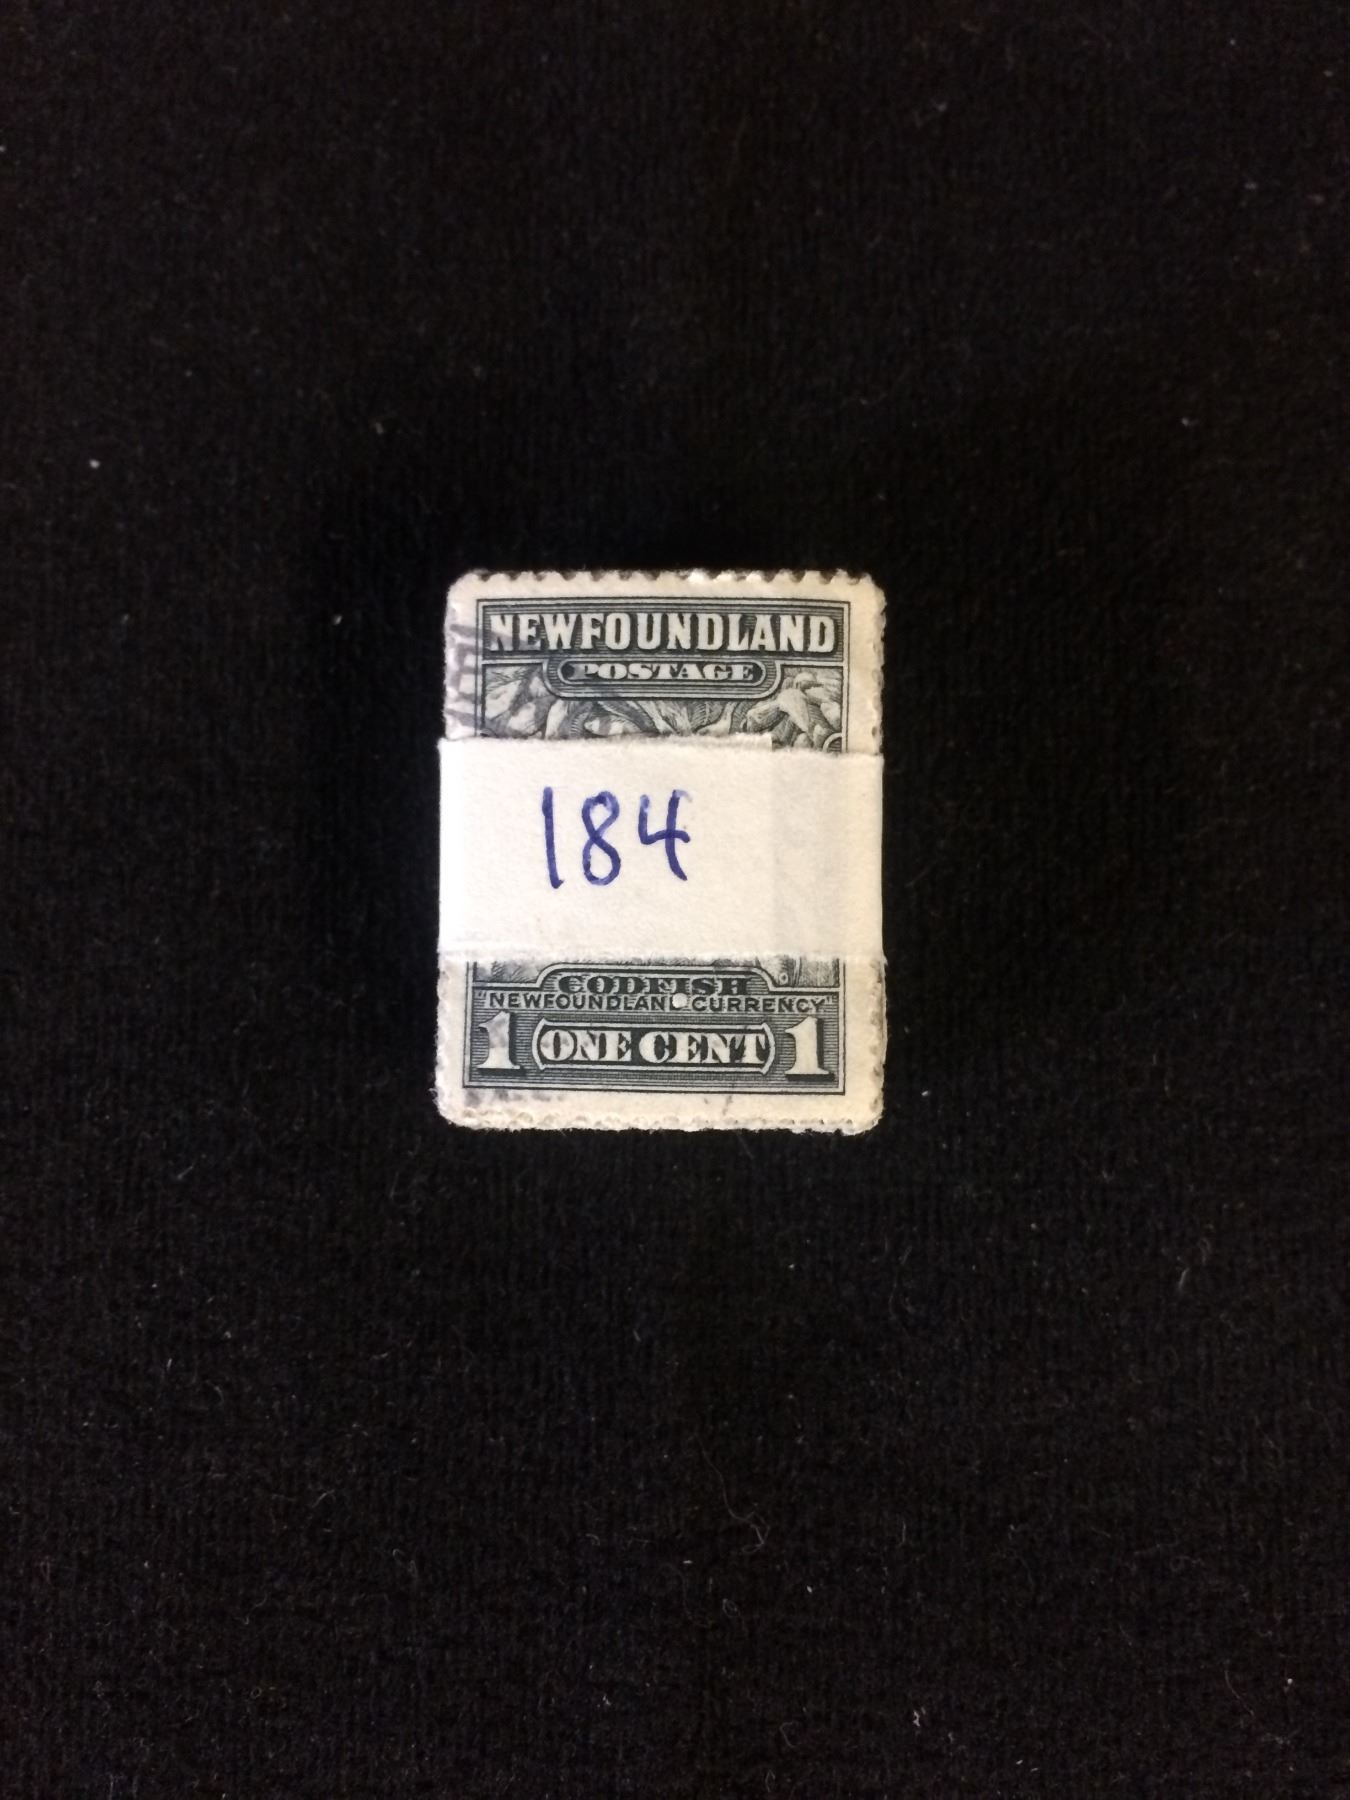 NEWFOUNDLAND
POSTAGE
184
CODFISH
"NEWFOUNDLAND CURRENCY"
1 ONE CENT 1